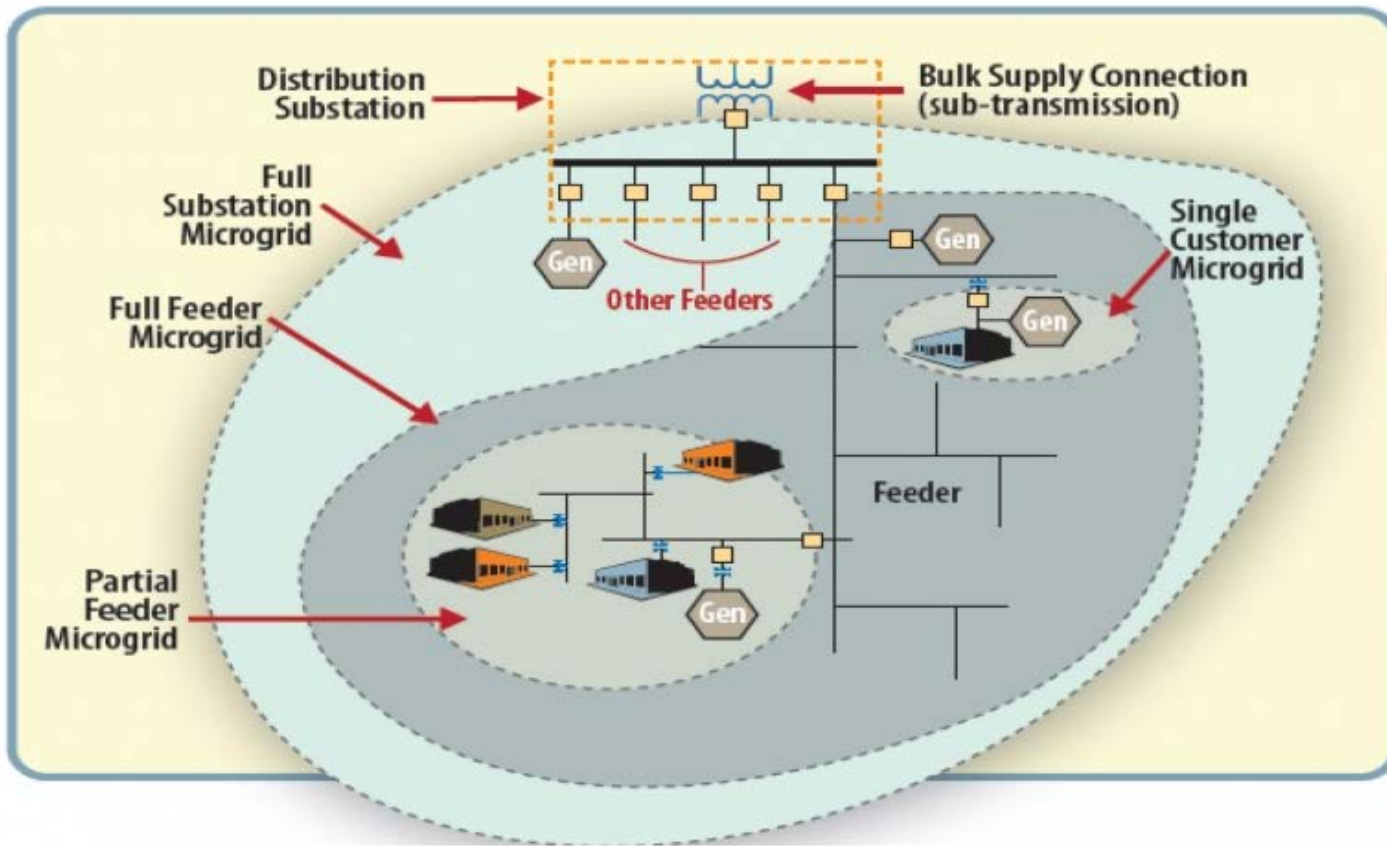 Distribution
Substation
Bulk Supply Connection
(sub-transmission)
Full
Substation
Microgrid
Single
Customer
Microgrid
Gen
Gen
Other Feeders
Full Feeder
Microgrid
Gen
Feeder
Partial
Feeder
Microgrid
Gen